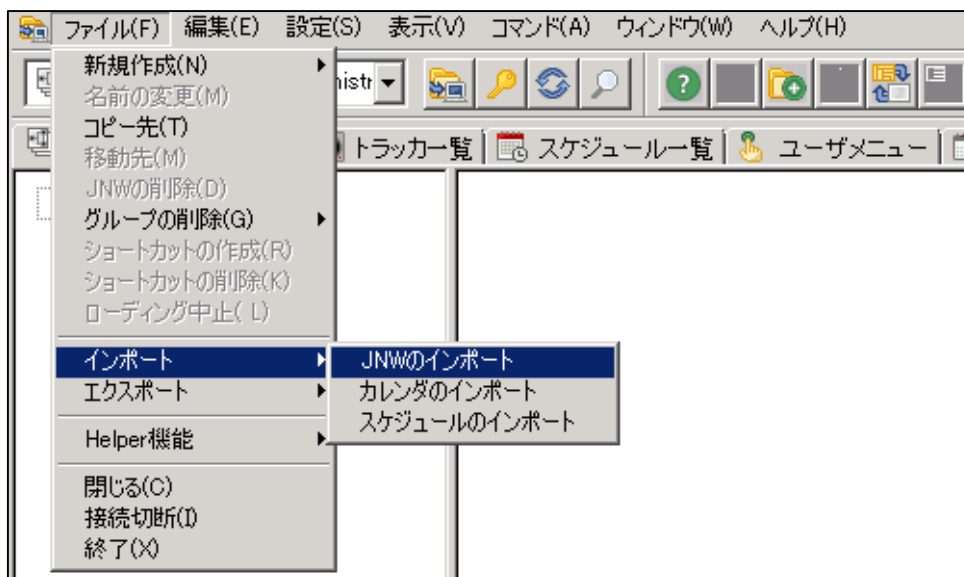 ファイル(F) 編集(E) 設定(S) 表示(V) コマンド(A) ウィンドウ(W) ヘルプ(H)
新規作成(N)
名前の変更(M)
コピー先(T)
移動先(M)
JNWの削除(D)
グループの削除(G)
ショートカットの作成(R)
ショートカットの削除(K)
ローディング中止( L)
インポート
エクスポート
Helper機能
閉じる(C)
接続切断(I)
終了(X)
JNWのインポート
カレンダのインポート
スケジュールのインポート
nistr
トラッカ一覧 スケジュール一覧 ユーザメニュー